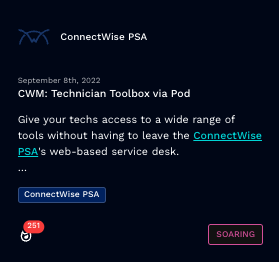 ConnectWise PSA
September 8th, 2022
CWM: Technician Toolbox via Pod
Give your techs access to a wide range of
tools without having to leave the ConnectWise
PSA's web-based service desk.
...
ConnectWise PSA
251
SOARING